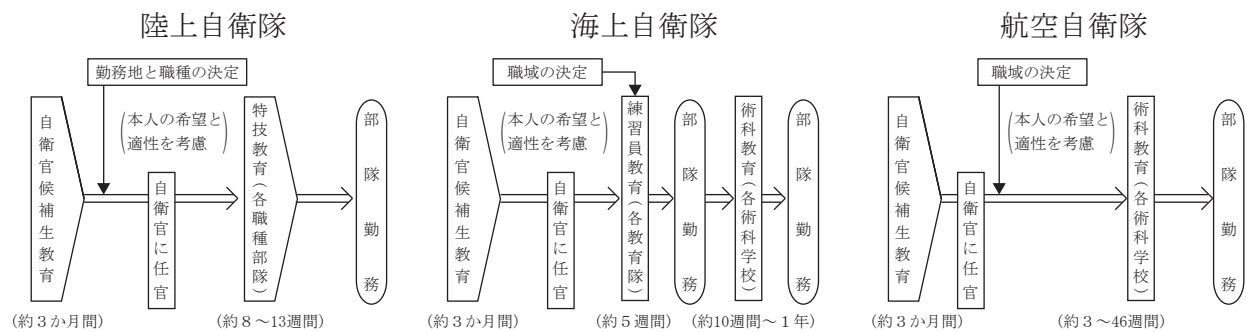 陸上自衛隊
勤務地と職種の決定
自衛官候補生教育
(本人の希望と
適性を考慮)
自衛官に任官
特技教育(各職種部隊)
部隊勤務
(約3か月間)
(約8~13週間)
海上自衛隊
職域の決定
自衛官候補生教育
(本人の希望と
適性を考慮)
自衛官に任官
練習員教育(各教育隊)
部隊勤務
術科教育(各術科学校)
部隊勤務
(約3か月間)
(約5週間)
(約10週間~1年)
航空自衛隊
職域の決定
自衛官候補生教育
自衛官に任官
(本人の希望と
適性を考慮)
術科教育(各術科学校)
部隊勤務
(約3か月間)
(約3~46週間)